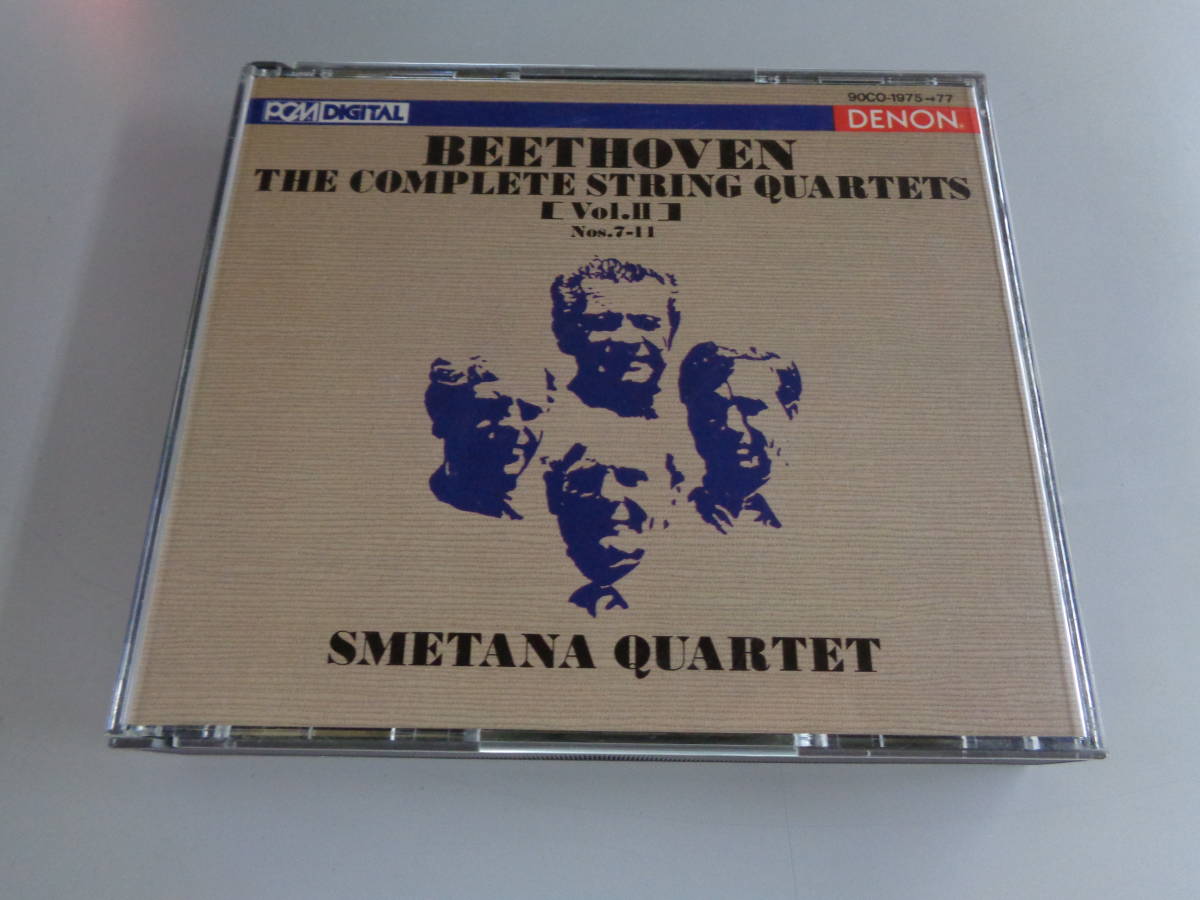 90CO-1975→77
PCM DIGITAL
DENON
BEETHOVEN
THE COMPLETE STRING QUARTETS
[Vol.II]
Nos.7-11
SMETANA QUARTET